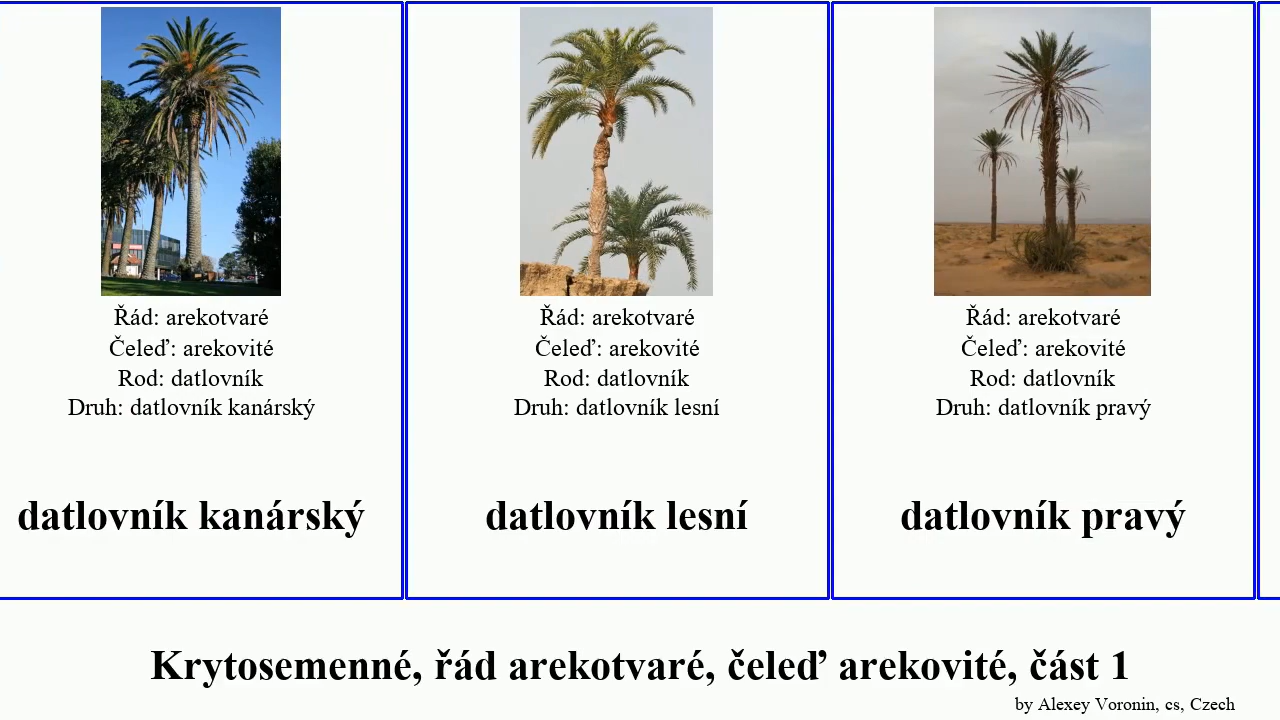 Řád: arekotvaré
Čeleď: arekovité
Rod: datlovník
Druh: datlovník kanárský
datlovník kanárský
Řád: arekotvaré
Čeleď: arekovité
Rod: datlovník
Druh: datlovník lesní
datlovník lesní
Řád: arekotvaré
Čeleď: arekovité
Rod: datlovník
Druh: datlovník pravý
datlovník pravý
Krytosemenné, řád arekotvaré, čeleď arekovité, část 1
by Alexey Voronin, cs, Czech